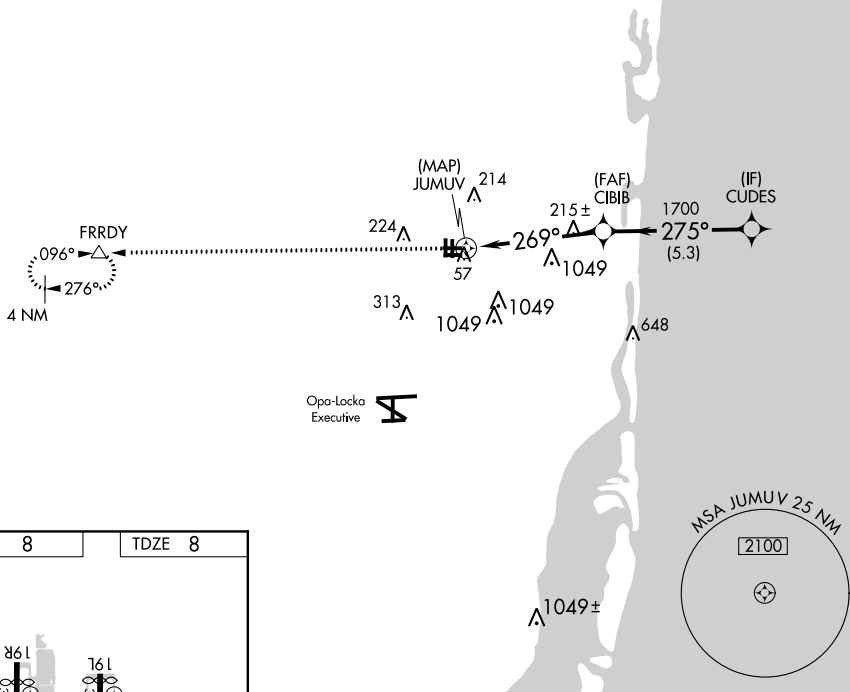 (MAP)
JUMUV
214
(FAF)
CIBIB
(IF)
CUDES
215 ±
1700
224
FRRDY
269°
275°
(5.3)
096°
1049
57
276°
4 NM
313
1049
1049
648
Opa-Locka
Executive
MSA JUMUV 25 NM
2100
8
TDZE 8
1049 ±
19R
16L